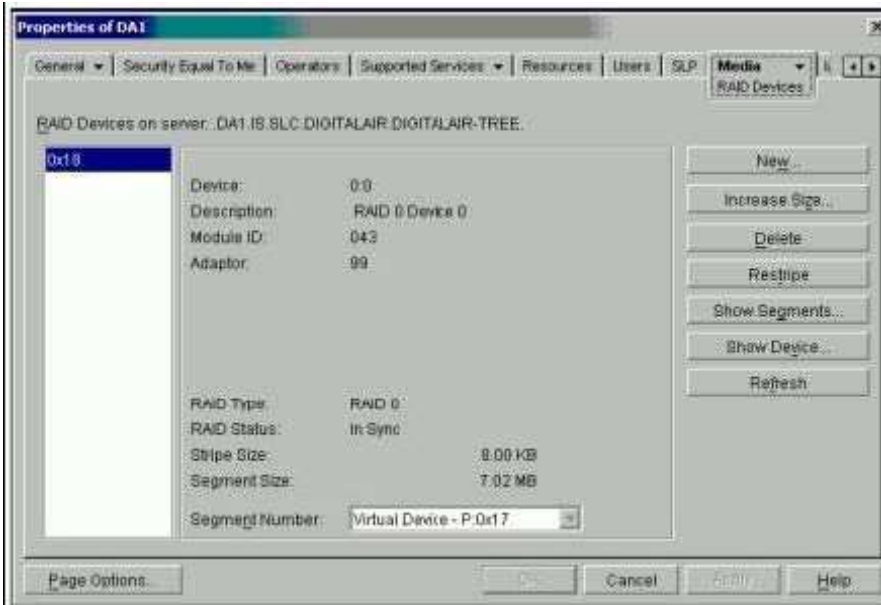 Properties of DA1
General | Security Equal To Me | Operators | Supported Services | Resources | Users | SLP | Media
RAID Devices
RAID Devices on server: .DA1.IS.SLC.DIGITALAIR.DIGITALAIR-TREE.
0x18
Device: 0:0
Description: RAID 0 Device 0
Module ID: 043
Adaptor: 99
RAID Type: RAID 0
RAID Status: In Sync
Stripe Size: 8.00 KB
Segment Size: 7.02 MB
Segment Number: Virtual Device - P:0x17
New...
Increase Size...
Delete
Restripe
Show Segments...
Show Device...
Refresh
Page Options... Cancel Help